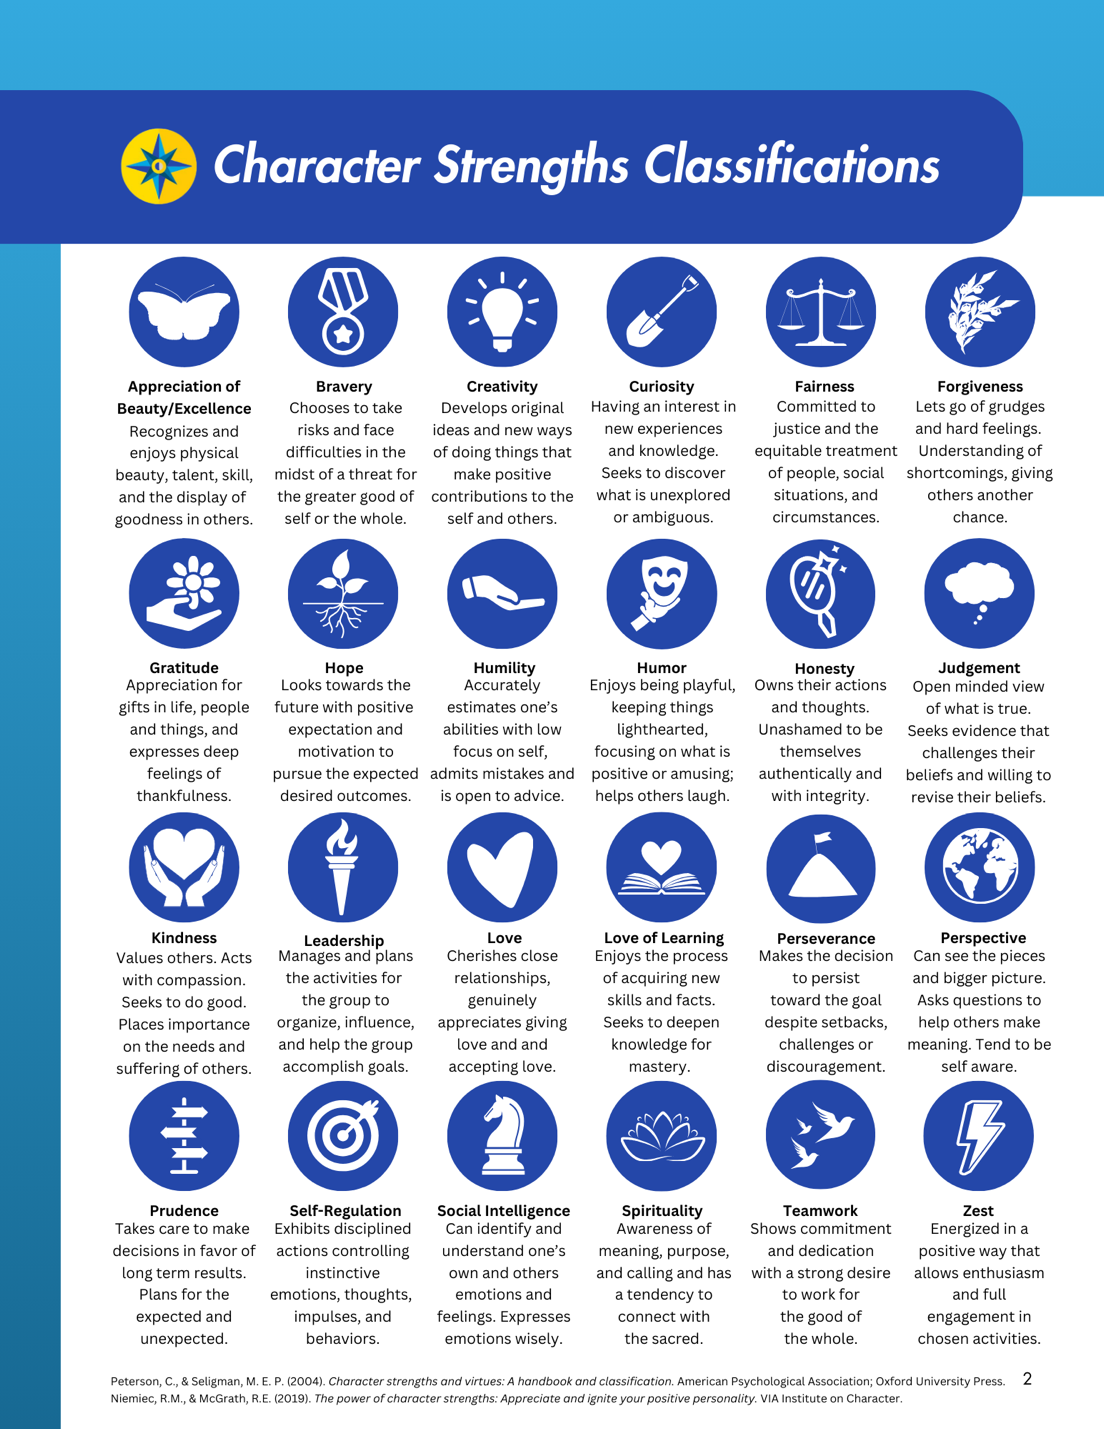 Character Strengths Classifications
Appreciation of
Beauty/Excellence
Recognizes and
enjoys physical
beauty, talent, skill,
and the display of
goodness in others.
Bravery
Chooses to take
risks and face
difficulties in the
midst of a threat for
the greater good of
self or the whole.
Creativity
Develops original
ideas and new ways
of doing things that
make positive
contributions to the
self and others.
Curiosity
Having an interest in
new experiences
and knowledge.
Seeks to discover
what is unexplored
or ambiguous.
Fairness
Committed to
justice and the
equitable treatment
of people, social
situations, and
circumstances.
Forgiveness
Lets go of grudges
and hard feelings.
Understanding of
shortcomings, giving
others another
chance.
Gratitude
Appreciation for
gifts in life, people
and things, and
expresses deep
feelings of
thankfulness.
Hope
Looks towards the
future with positive
expectation and
motivation to
pursue the expected
desired outcomes.
Humility
Accurately
estimates one's
abilities with low
focus on self,
admits mistakes and
is open to advice.
Humor
Enjoys being playful,
keeping things
lighthearted,
focusing on what is
positive or amusing;
helps others laugh.
Honesty
Owns their actions
and thoughts.
Unashamed to be
themselves
authentically and
with integrity.
Judgement
Open minded view
of what is true.
Seeks evidence that
challenges their
beliefs and willing to
revise their beliefs.
Kindness
Values others. Acts
with compassion.
Seeks to do good.
Places importance
on the needs and
suffering of others.
Leadership
Manages and plans
the activities for
the group to
organize, influence,
and help the group
accomplish goals.
Love
Cherishes close
relationships,
genuinely
appreciates giving
love and and
accepting love.
Love of Learning
Enjoys the process
of acquiring new
skills and facts.
Seeks to deepen
knowledge for
mastery.
Perseverance
Makes the decision
to persist
toward the goal
despite setbacks,
challenges or
discouragement.
Perspective
Can see the pieces
and bigger picture.
Asks questions to
help others make
meaning. Tend to be
self aware.
Prudence
Takes care to make
decisions in favor of
long term results.
Plans for the
expected and
unexpected.
Self-Regulation
Exhibits disciplined
actions controlling
instinctive
emotions, thoughts,
impulses, and
behaviors.
Social Intelligence
Can identify and
understand one's
own and others
emotions and
feelings. Expresses
emotions wisely.
Spirituality
Awareness of
meaning, purpose,
and calling and has
a tendency to
connect with
the sacred.
Teamwork
Shows commitment
and dedication
with a strong desire
to work for
the good of
the whole.
Zest
Energized in a
positive way that
allows enthusiasm
and full
engagement in
chosen activities.
Peterson, C., & Seligman, M. E. P. (2004). Character strengths and virtues: A handbook and classification. American Psychological Association; Oxford University Press.
Niemiec, R.M., & McGrath, R.E. (2019). The power of character strengths: Appreciate and ignite your positive personality. VIA Institute on Character.
2